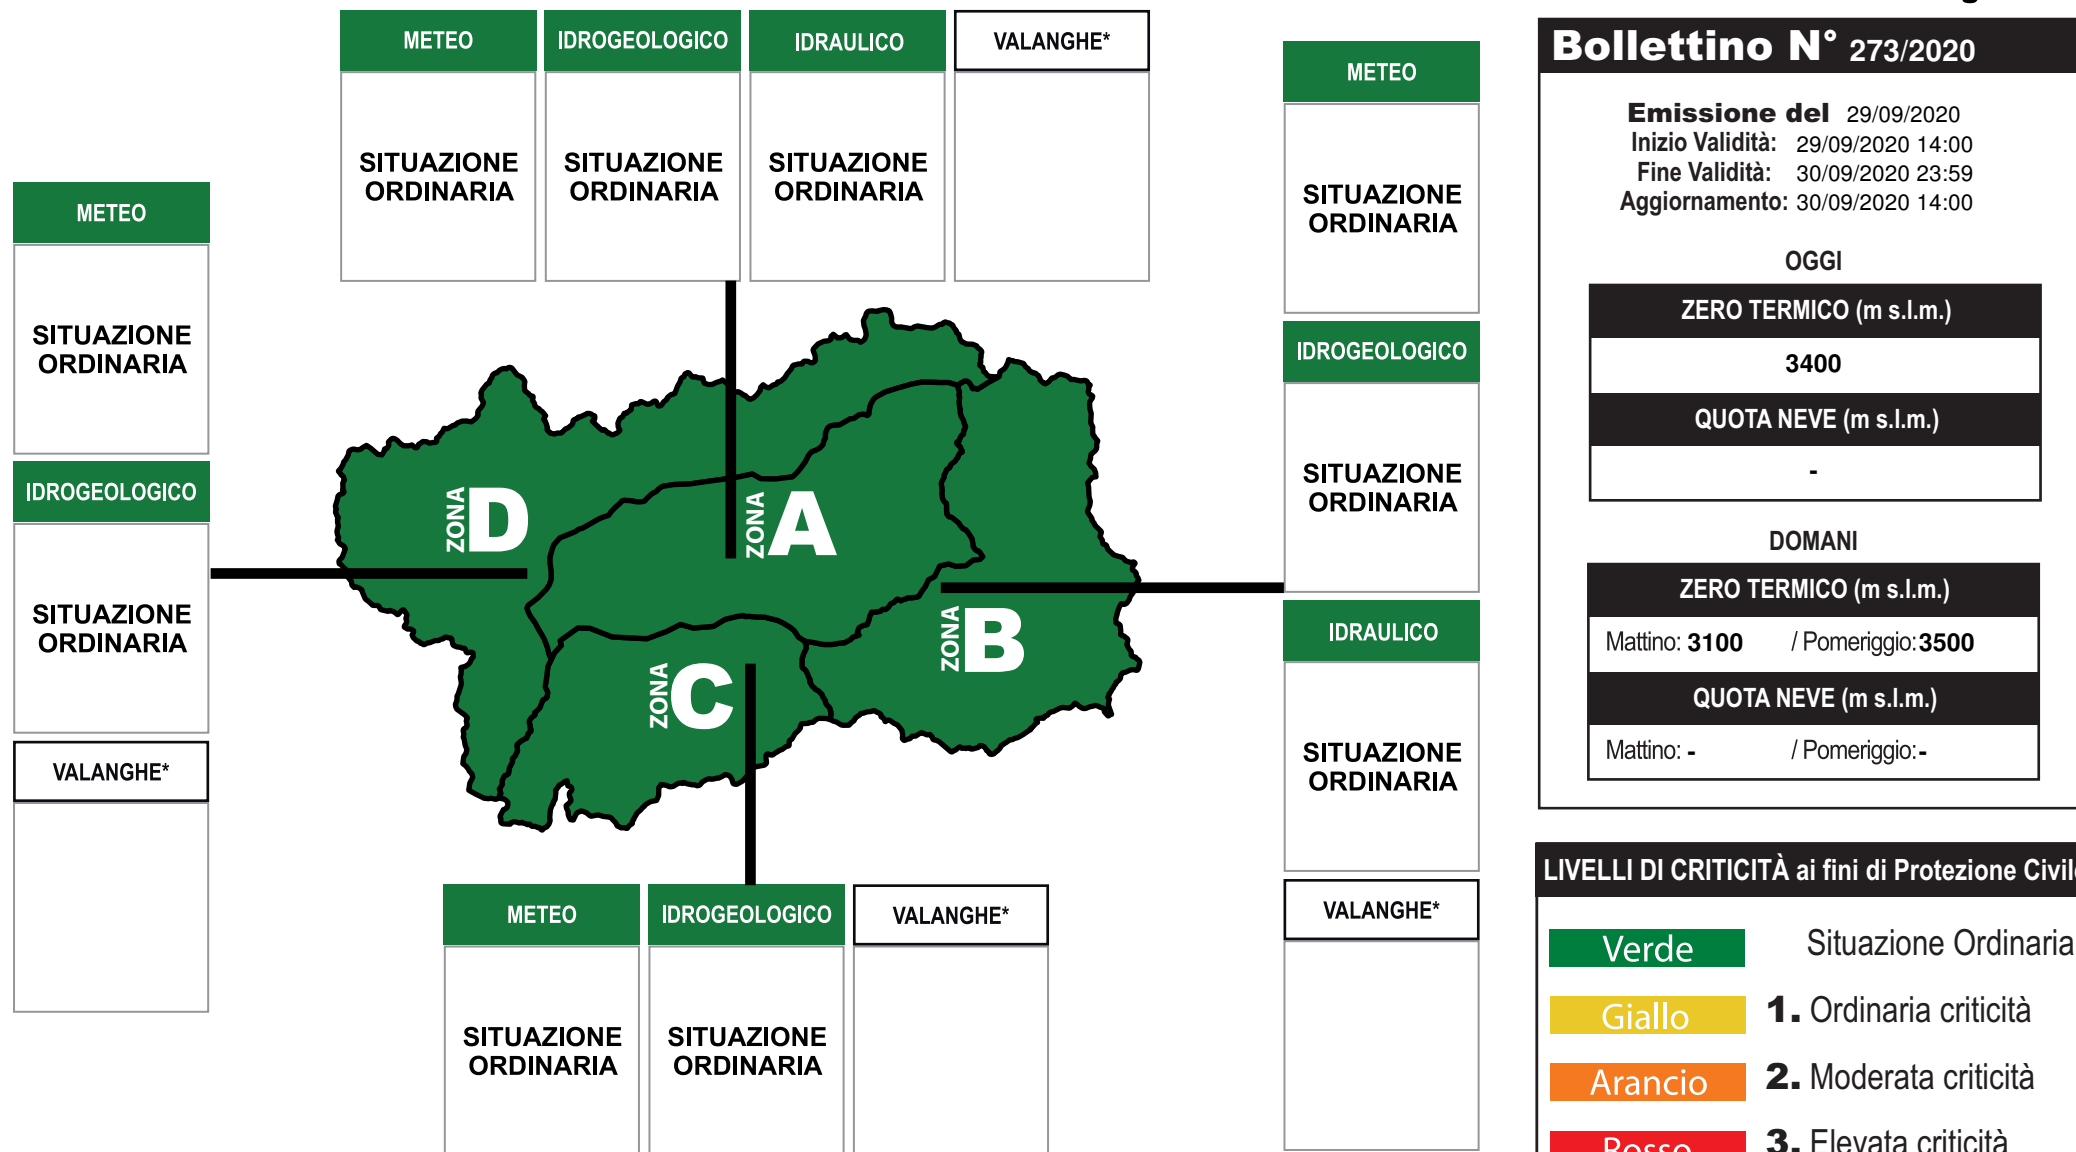 METEO IDROGEOLOGICO IDRAULICO VALANGHE*
SITUAZIONE ORDINARIA
SITUAZIONE ORDINARIA
SITUAZIONE ORDINARIA
METEO
SITUAZIONE
ORDINARIA
IDROGEOLOGICO
SITUAZIONE
ORDINARIA
VALANGHE*
ZONA D
ZONA A
ZONA B
ZONA C
METEO
SITUAZIONE
ORDINARIA
IDROGEOLOGICO
SITUAZIONE
ORDINARIA
IDRAULICO
SITUAZIONE
ORDINARIA
VALANGHE*
METEO IDROGEOLOGICO VALANGHE*
SITUAZIONE ORDINARIA
SITUAZIONE ORDINARIA
Bollettino N° 273/2020
Emissione del 29/09/2020
Inizio Validità: 29/09/2020 14:00
Fine Validità: 30/09/2020 23:59
Aggiornamento: 30/09/2020 14:00
OGGI
ZERO TERMICO (m s.l.m.)
3400
QUOTA NEVE (m s.l.m.)
-
DOMANI
ZERO TERMICO (m s.l.m.)
Mattino: 3100 / Pomeriggio: 3500
QUOTA NEVE (m s.l.m.)
Mattino: - / Pomeriggio: -
LIVELLI DI CRITICITÀ ai fini di Protezione Civile
Verde Situazione Ordinaria
Giallo 1. Ordinaria criticità
Arancio 2. Moderata criticità
Rosso 3. Elevata criticità